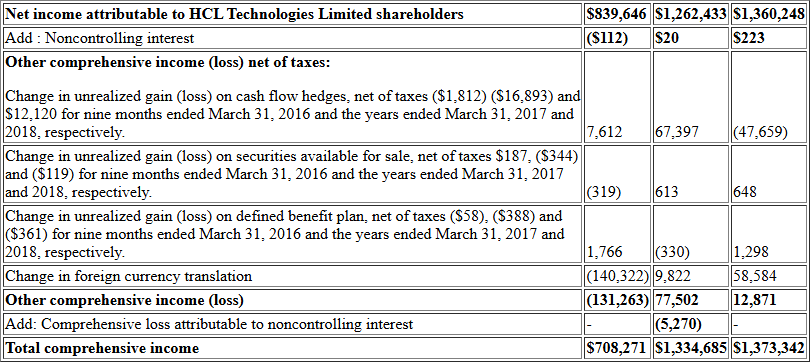 Net income attributable to HCL Technologies Limited shareholders $839,646 $1,262,433 $1,360,248
Add : Noncontrolling interest ($112) $20 $223
Other comprehensive income (loss) net of taxes:
Change in unrealized gain (loss) on cash flow hedges, net of taxes ($1,812) ($16,893) and
$12,120 for nine months ended March 31, 2016 and the years ended March 31, 2017 and
2018, respectively. 7,612 67,397 (47,659)
Change in unrealized gain (loss) on securities available for sale, net of taxes $187, ($344)
and ($119) for nine months ended March 31, 2016 and the years ended March 31, 2017
and 2018, respectively. (319) 613 648
Change in unrealized gain (loss) on defined benefit plan, net of taxes ($58), ($388) and
($361) for nine months ended March 31, 2016 and the years ended March 31, 2017 and
2018, respectively. 1,766 (330) 1,298
Change in foreign currency translation (140,322) 9,822 58,584
Other comprehensive income (loss) (131,263) 77,502 12,871
Add: Comprehensive loss attributable to noncontrolling interest - (5,270) -
Total comprehensive income $708,271 $1,334,685 $1,373,342